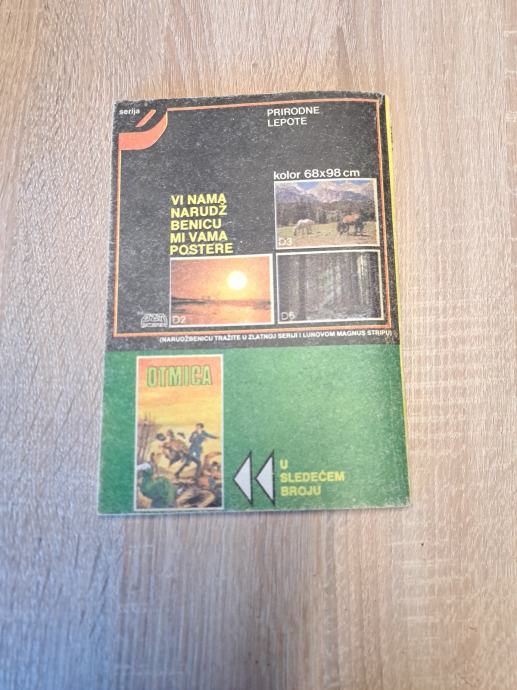 serija
PRIRODNE
LEPOTE
kolor 68x98 cm
VI NAMA
NARUDŽ
BENICU
MI VAMA
POSTERE
D3
D2
D5
(NARUDŽBENICU TRAŽITE U ZLATNOJ SERIJI I LUNOVOM MAGNUS STRIPU)
OTMICA
U
SLEDEĆEM
BROJU